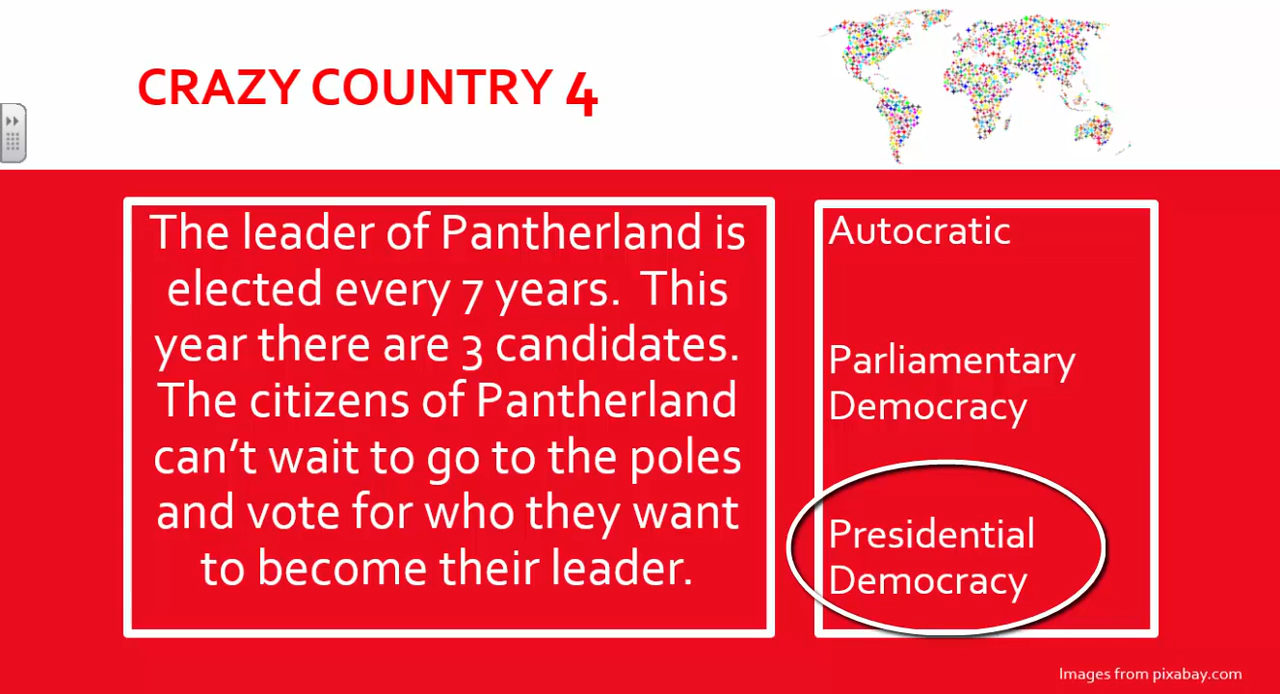 CRAZY COUNTRY 4
The leader of Pantherland is
elected every 7 years.  This
year there are 3 candidates.
The citizens of Pantherland
can’t wait to go to the poles
and vote for who they want
to become their leader.
Autocratic
Parliamentary
Democracy
Presidential
Democracy
Images from pixabay.com